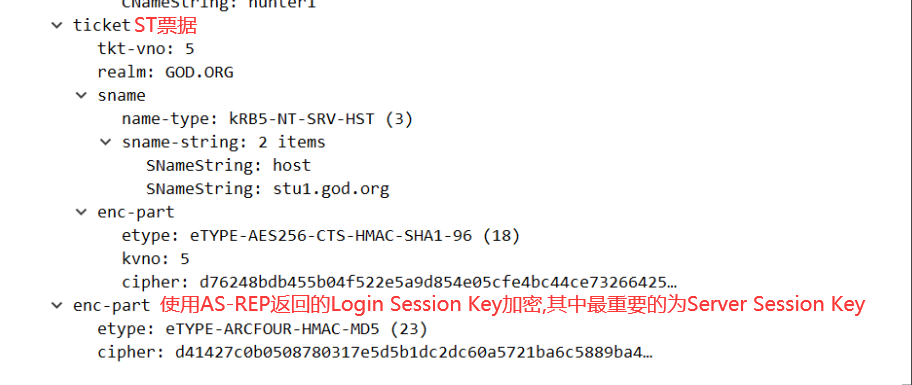 CNameString: hunter1
ticket ST票据
tkt-vno: 5
realm: GOD.ORG
sname
name-type: kRB5-NT-SRV-HST (3)
sname-string: 2 items
SNameString: host
SNameString: stu1.god.org
enc-part
etype: eTYPE-AES256-CTS-HMAC-SHA1-96 (18)
kvno: 5
cipher: d76248bdb455b04f522e5a9d854e05cfe4bc44ce73266425…
enc-part 使用AS-REP返回的Login Session Key加密,其中最重要的为Server Session Key
etype: eTYPE-ARCFOUR-HMAC-MD5 (23)
cipher: d41427c0b0508780317e5d5b1dc2dc60a5721ba6c5889ba4…